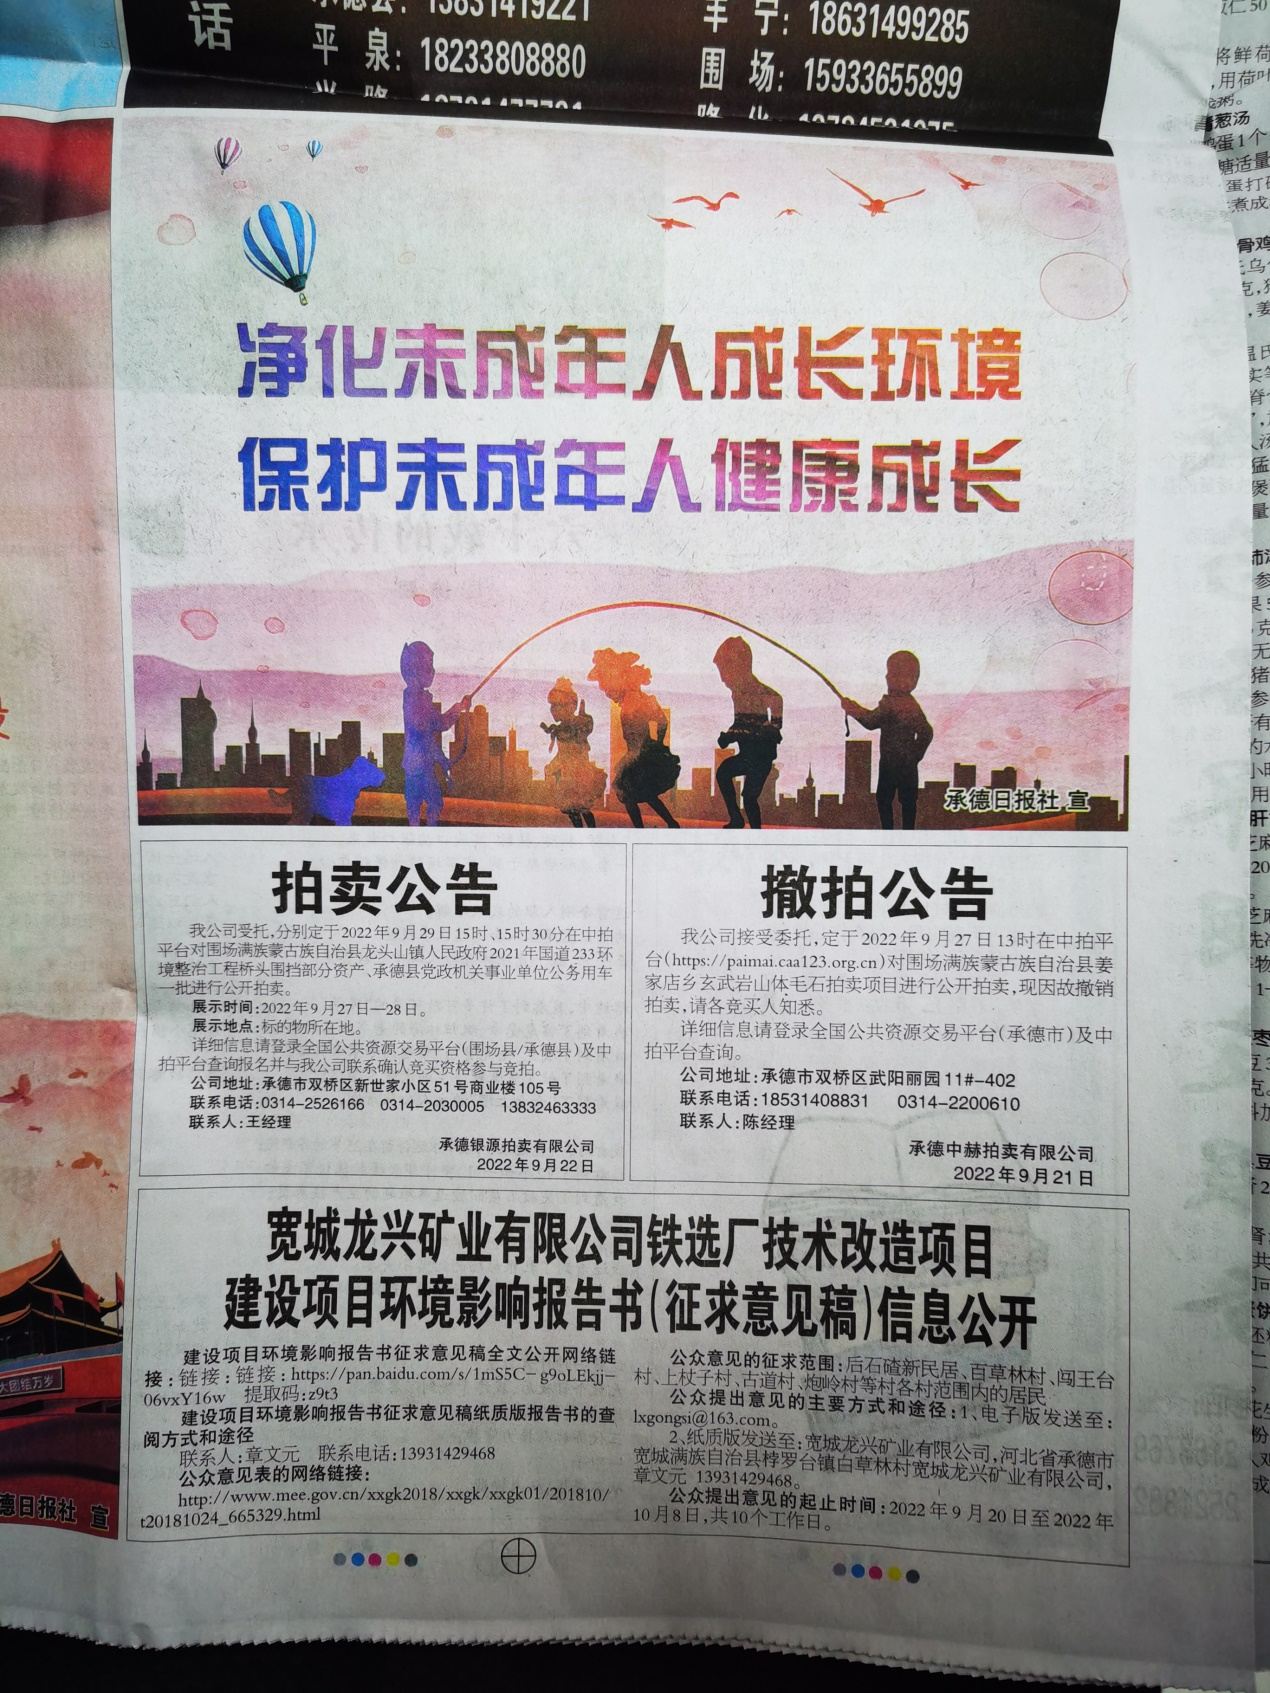 话
平 泉：18233808880
丰 宁：18631499285
围 场：15933655899
净化未成年人成长环境
保护未成年人健康成长
承德日报社 宣
拍卖公告
我公司受托,分别定于2022年9月29日15时、15时30分在中拍
平台对围场满族蒙古族自治县龙头山镇人民政府2021年国道233环
境整治工程桥头围挡部分资产、承德县党政机关事业单位公务用车
一批进行公开拍卖。
展示时间:2022年9月27日—28日。
展示地点:标的物所在地。
详细信息请登录全国公共资源交易平台(围场县/承德县)及中
拍平台查询报名并与我公司联系确认竞买资格参与竞拍。
公司地址:承德市双桥区新世家小区51号商业楼105号
联系电话:0314-2526166 0314-2030005 13832463333
联系人:王经理
承德银源拍卖有限公司
2022年9月22日
撤拍公告
我公司接受委托,定于2022年9月27日13时在中拍平
台(https://paimai.caa123.org.cn)对围场满族蒙古族自治县姜
家店乡玄武岩山体毛石拍卖项目进行公开拍卖,现因故撤销
拍卖,请各竞买人知悉。
详细信息请登录全国公共资源交易平台(承德市)及中
拍平台查询。
公司地址:承德市双桥区武阳丽园11#-402
联系电话:18531408831 0314-2200610
联系人:陈经理
承德中赫拍卖有限公司
2022年9月21日
宽城龙兴矿业有限公司铁选厂技术改造项目
建设项目环境影响报告书(征求意见稿)信息公开
建设项目环境影响报告书征求意见稿全文公开网络链
接:链接:链接:https://pan.baidu.com/s/1mS5C-g9oLEkjj-
06vxY16w 提取码:z9t3
建设项目环境影响报告书征求意见稿纸质版报告书的查
阅方式和途径
联系人:章文元 联系电话:13931429468
公众意见表的网络链接:
http://www.mee.gov.cn/xxgk2018/xxgk/xxgk01/201810/
t20181024_665329.html
公众意见的征求范围:后石碴新民居、百草林村、闯王台
村、上杖子村、古道村、炮岭村等村各村范围内的居民
公众提出意见的主要方式和途径:1、电子版发送至:
lxgongsi@163.com。
2、纸质版发送至:宽城龙兴矿业有限公司,河北省承德市
宽城满族自治县桲罗台镇白草林村宽城龙兴矿业有限公司,
章文元 13931429468。
公众提出意见的起止时间:2022年9月20日至2022年
10月8日,共10个工作日。
大团结万岁
德日报社 宣